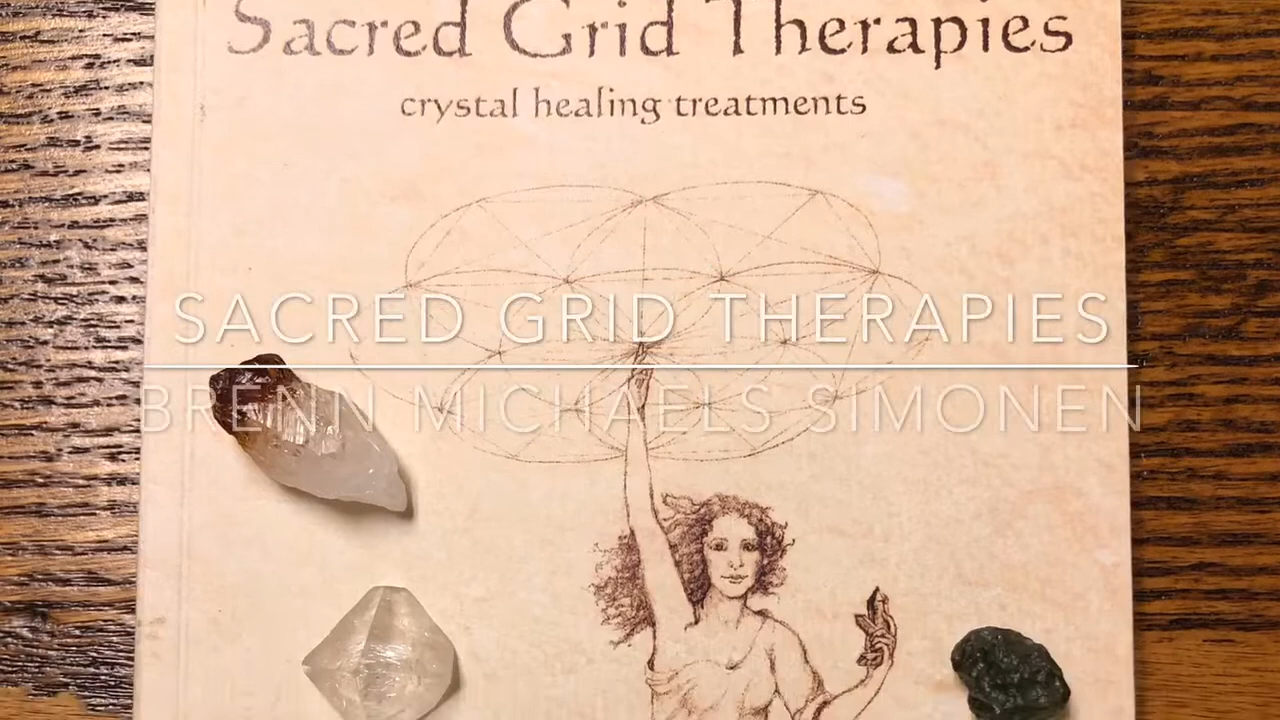 Sacred Grid Therapies
crystal healing treatments
SACRED GRID THERAPIES
BRENN MICHAELS SIMONEN